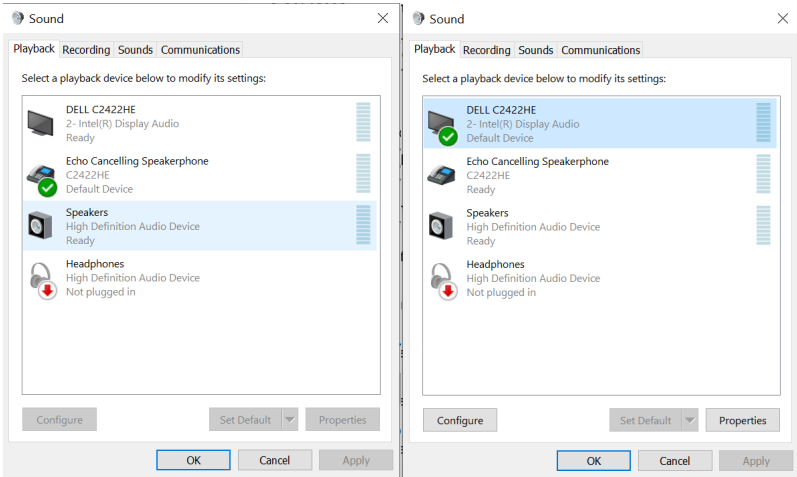 Sound
Playback Recording Sounds Communications
Select a playback device below to modify its settings:
DELL C2422HE
2- Intel(R) Display Audio
Ready
Echo Cancelling Speakerphone
C2422HE
Default Device
Speakers
High Definition Audio Device
Ready
Headphones
High Definition Audio Device
Not plugged in
Configure Set Default Properties
OK Cancel Apply
Sound
Playback Recording Sounds Communications
Select a playback device below to modify its settings:
DELL C2422HE
2- Intel(R) Display Audio
Default Device
Echo Cancelling Speakerphone
C2422HE
Ready
Speakers
High Definition Audio Device
Ready
Headphones
High Definition Audio Device
Not plugged in
Configure Set Default Properties
OK Cancel Apply